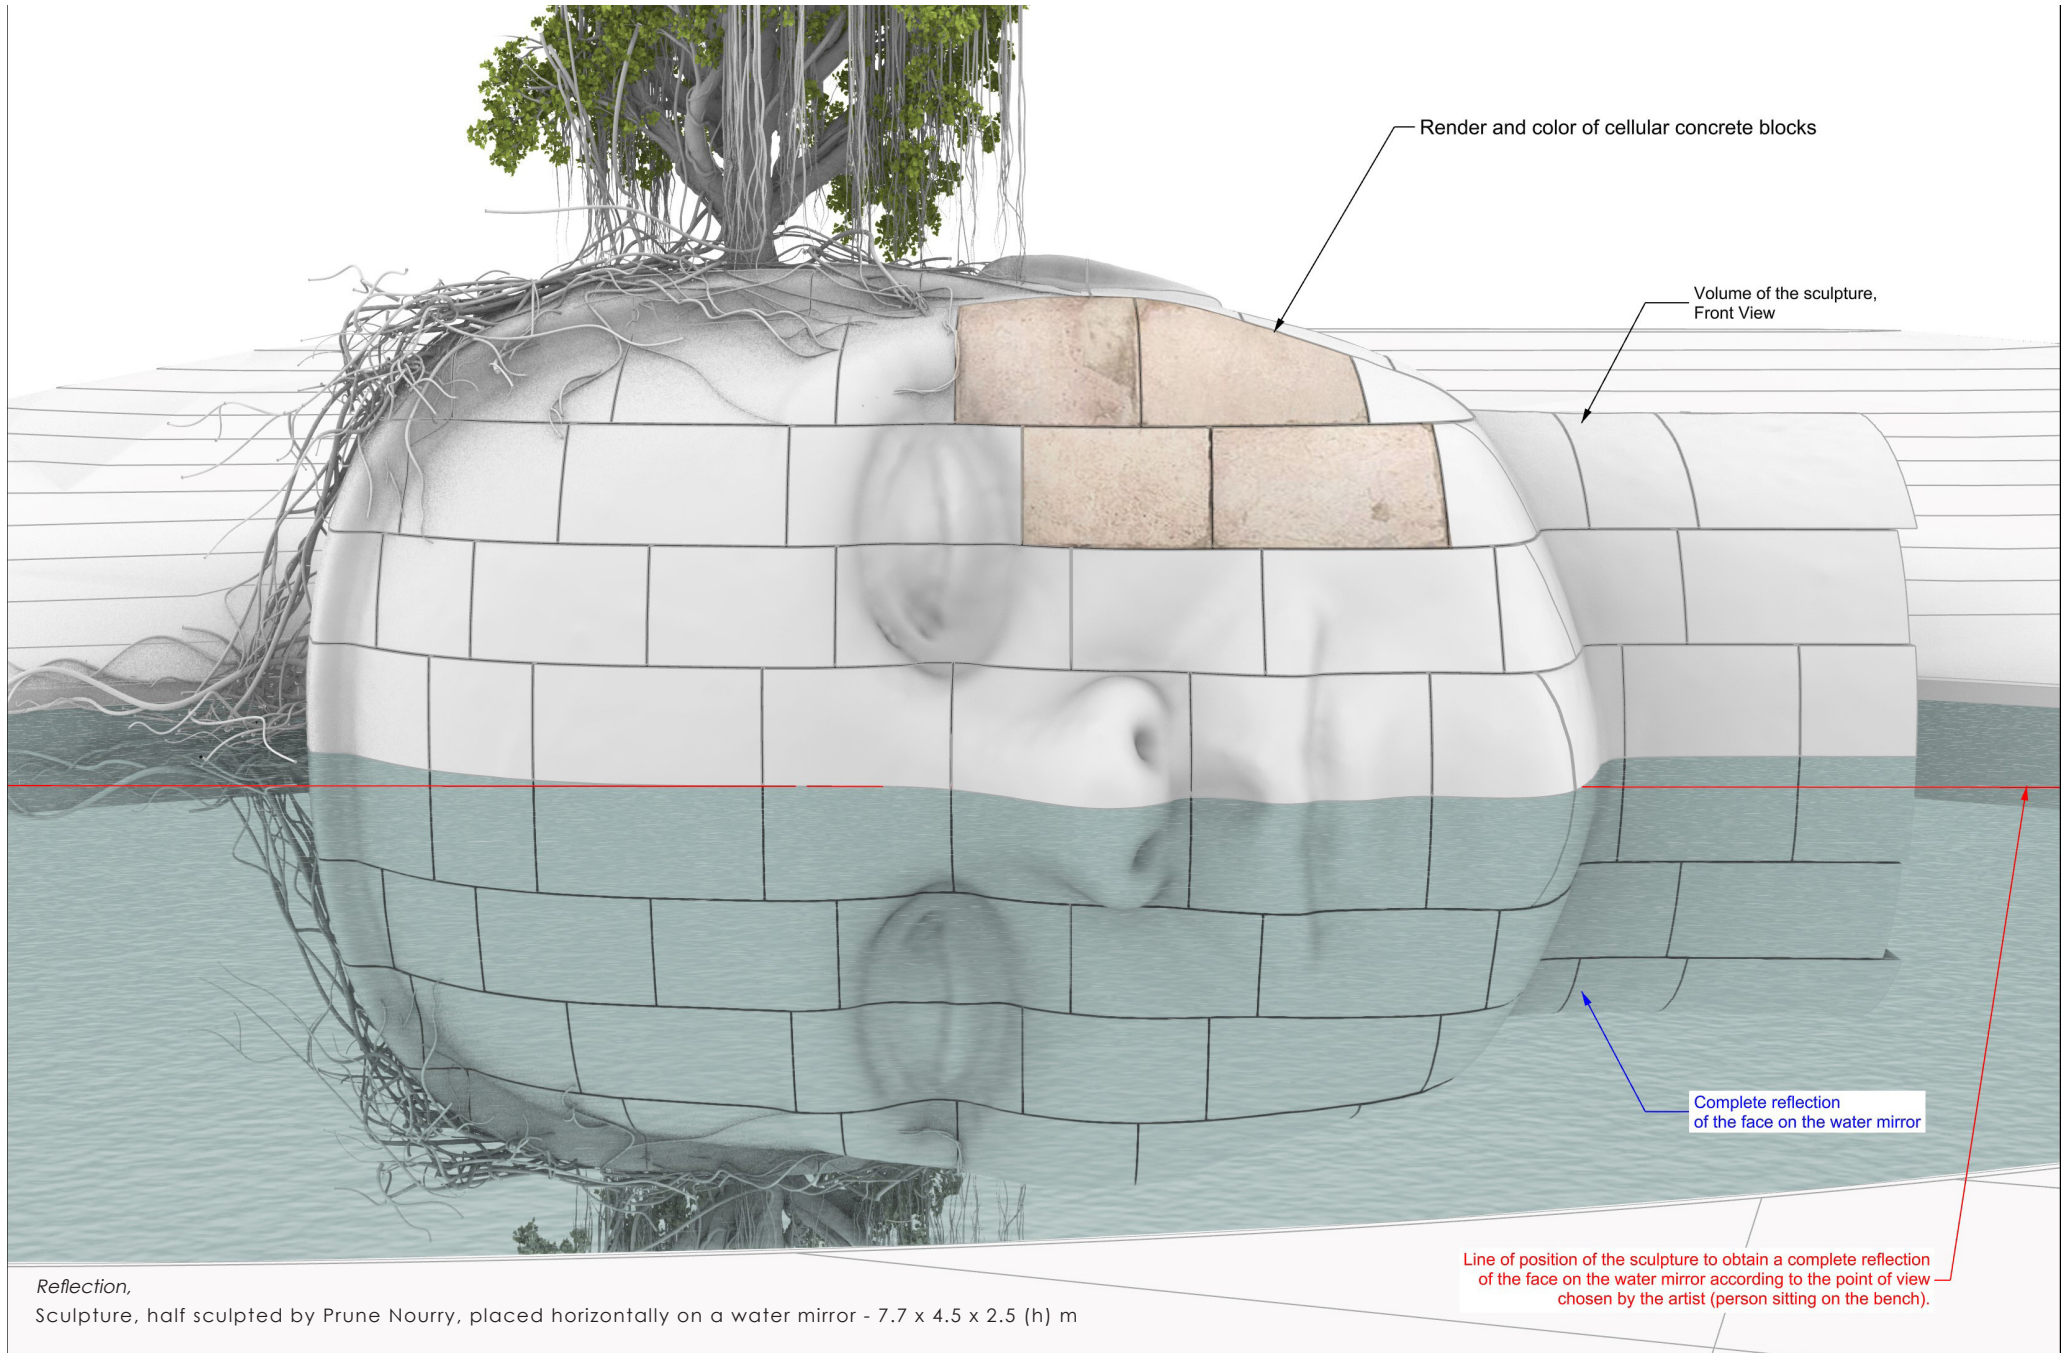 Render and color of cellular concrete blocks
Volume of the sculpture,
Front View
Complete reflection
of the face on the water mirror
Line of position of the sculpture to obtain a complete reflection
of the face on the water mirror according to the point of view
chosen by the artist (person sitting on the bench).
Reflection,
Sculpture, half sculpted by Prune Nourry, placed horizontally on a water mirror - 7.7 x 4.5 x 2.5 (h) m